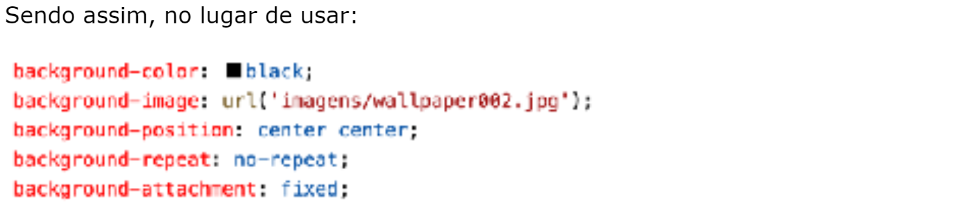 Sendo assim, no lugar de usar:
background-color: black;
background-image: url('imagens/wallpaper002.jpg');
background-position: center center;
background-repeat: no-repeat;
background-attachment: fixed;